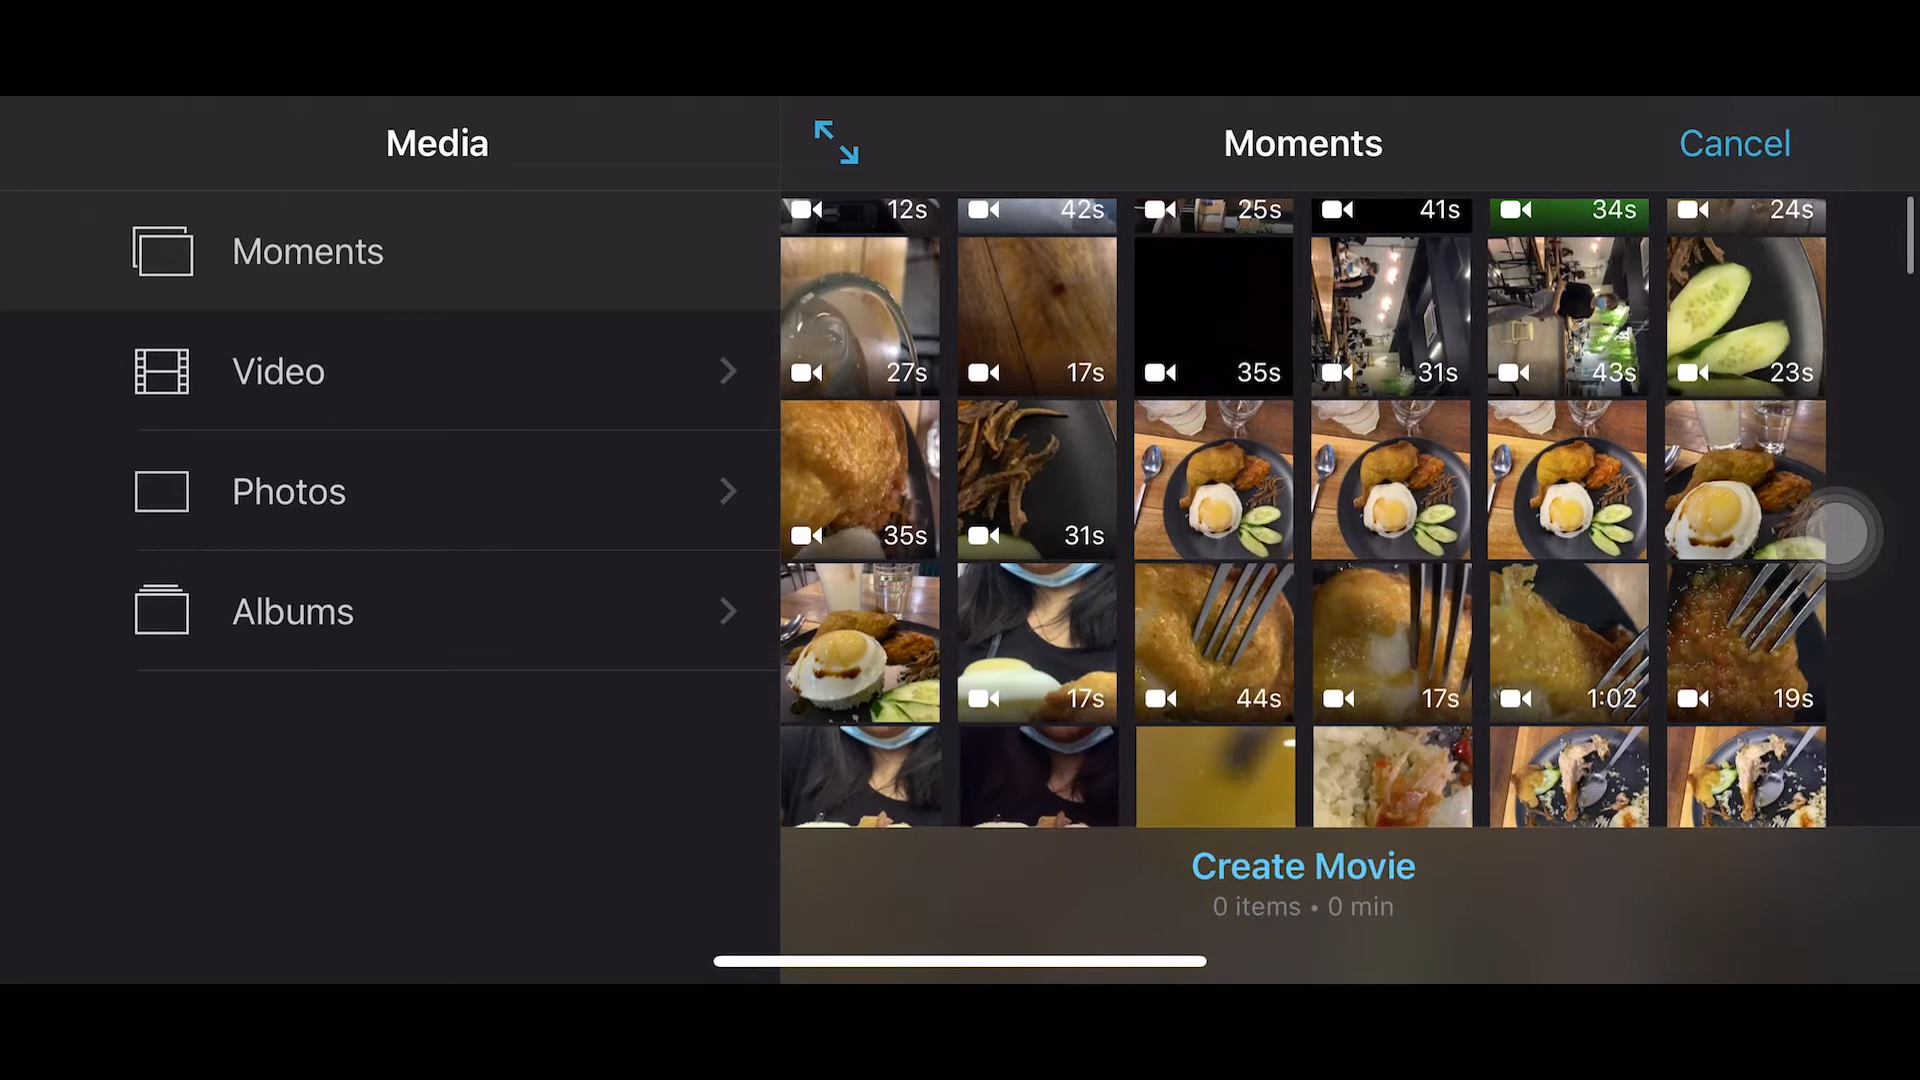 Media
Moments
Cancel
Moments
Video
Photos
Albums
12s
42s
25s
41s
34s
24s
27s
17s
35s
31s
43s
23s
35s
31s
17s
44s
17s
1:02
19s
Create Movie
0 items • 0 min